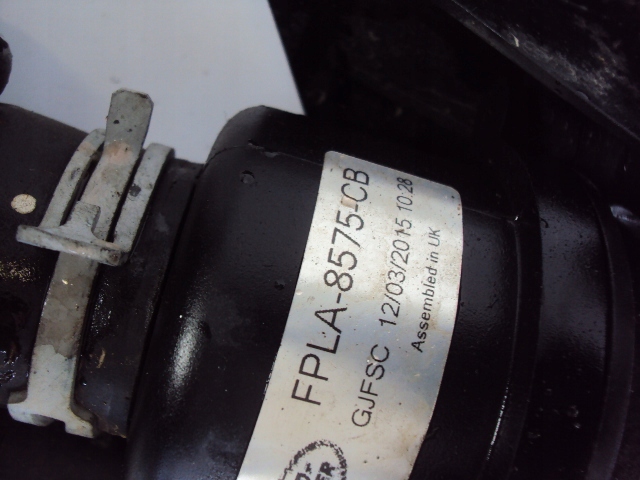 FPLA-8575-CB
GJFSC 12/03/2015 10:28
Assembled in UK